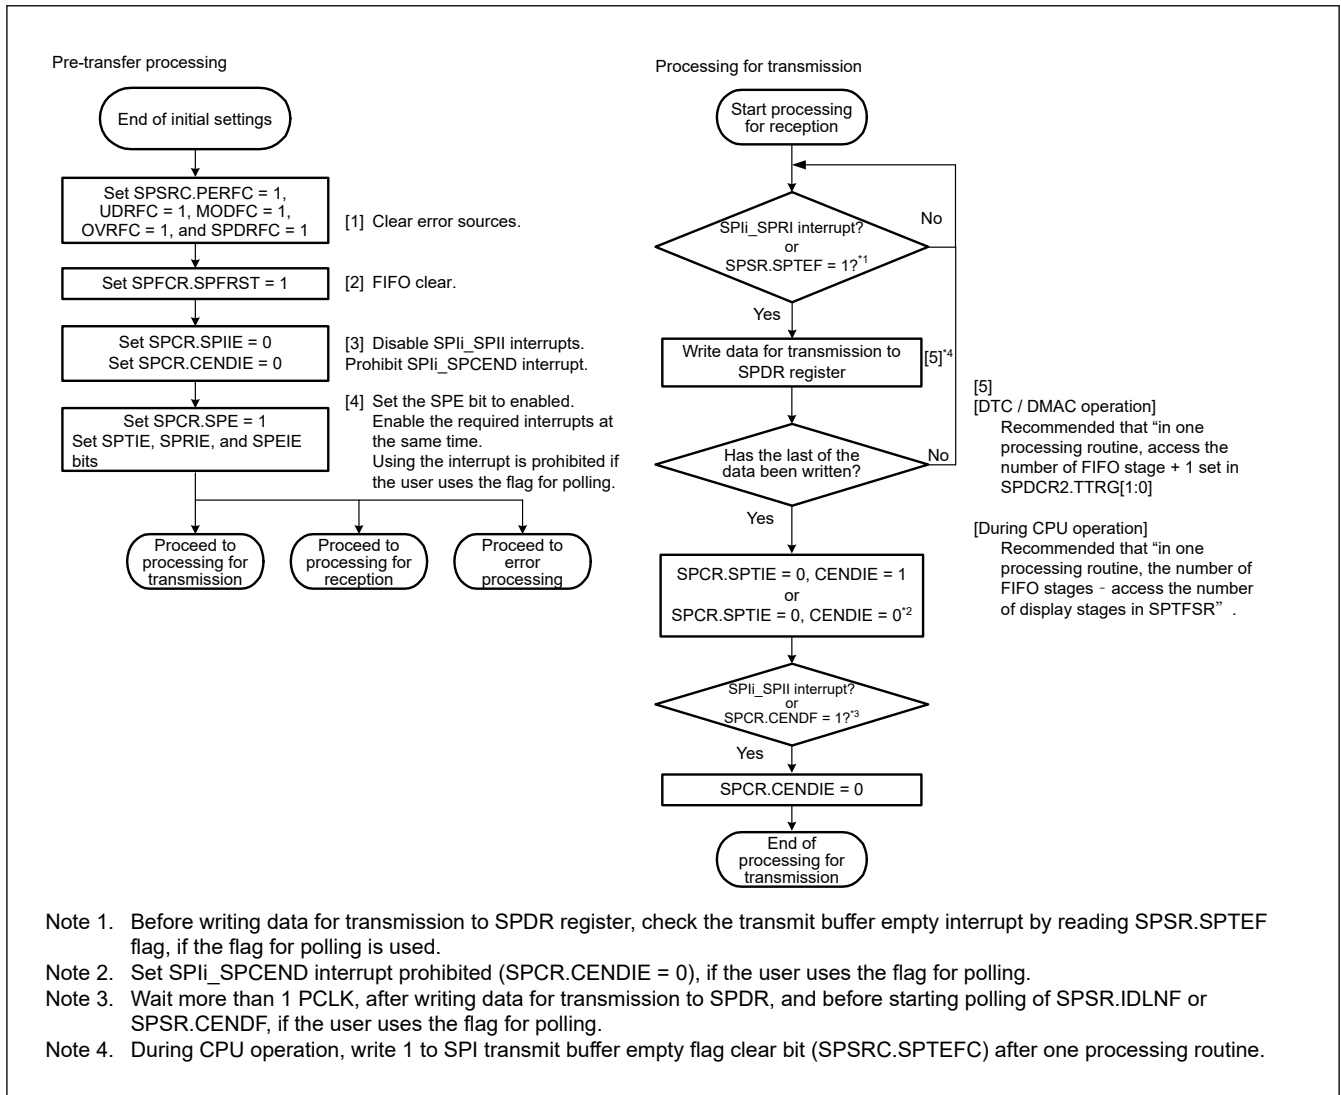 Pre-transfer processing
End of initial settings
Set SPSRC.PERFC = 1,
UDRFC = 1, MODFC = 1,
OVRFC = 1, and SPDRFC = 1
[1] Clear error sources.
Set SPFCR.SPFRST = 1
[2] FIFO clear.
Set SPCR.SPIIE = 0
Set SPCR.CENDIE = 0
[3] Disable SPIi_SPII interrupts.
Prohibit SPIi_SPCEND interrupt.
Set SPCR.SPE = 1
Set SPTIE, SPRIE, and SPEIE
bits
[4] Set the SPE bit to enabled.
Enable the required interrupts at
the same time.
Using the interrupt is prohibited if
the user uses the flag for polling.
Proceed to
processing for
transmission
Proceed to
processing for
reception
Proceed to
error
processing
Processing for transmission
Start processing
for reception
SPIi_SPRI interrupt?
or
SPSR.SPTEF = 1?*1
No
Yes
Write data for transmission to
SPDR register
[5]*4
Has the last of the
data been written?
No
Yes
SPCR.SPTIE = 0, CENDIE = 1
or
SPCR.SPTIE = 0, CENDIE = 0*2
SPIi_SPII interrupt?
or
SPCR.CENDF = 1?*3
Yes
SPCR.CENDIE = 0
End of
processing for
transmission
[5]
[DTC / DMAC operation]
Recommended that “in one
processing routine, access the
number of FIFO stage + 1 set in
SPDCR2.TTRG[1:0]
[During CPU operation]
Recommended that “in one
processing routine, the number of
FIFO stages - access the number
of display stages in SPTFSR” .
Note 1. Before writing data for transmission to SPDR register, check the transmit buffer empty interrupt by reading SPSR.SPTEF
flag, if the flag for polling is used.
Note 2. Set SPIi_SPCEND interrupt prohibited (SPCR.CENDIE = 0), if the user uses the flag for polling.
Note 3. Wait more than 1 PCLK, after writing data for transmission to SPDR, and before starting polling of SPSR.IDLNF or
SPSR.CENDF, if the user uses the flag for polling.
Note 4. During CPU operation, write 1 to SPI transmit buffer empty flag clear bit (SPSRC.SPTEFC) after one processing routine.